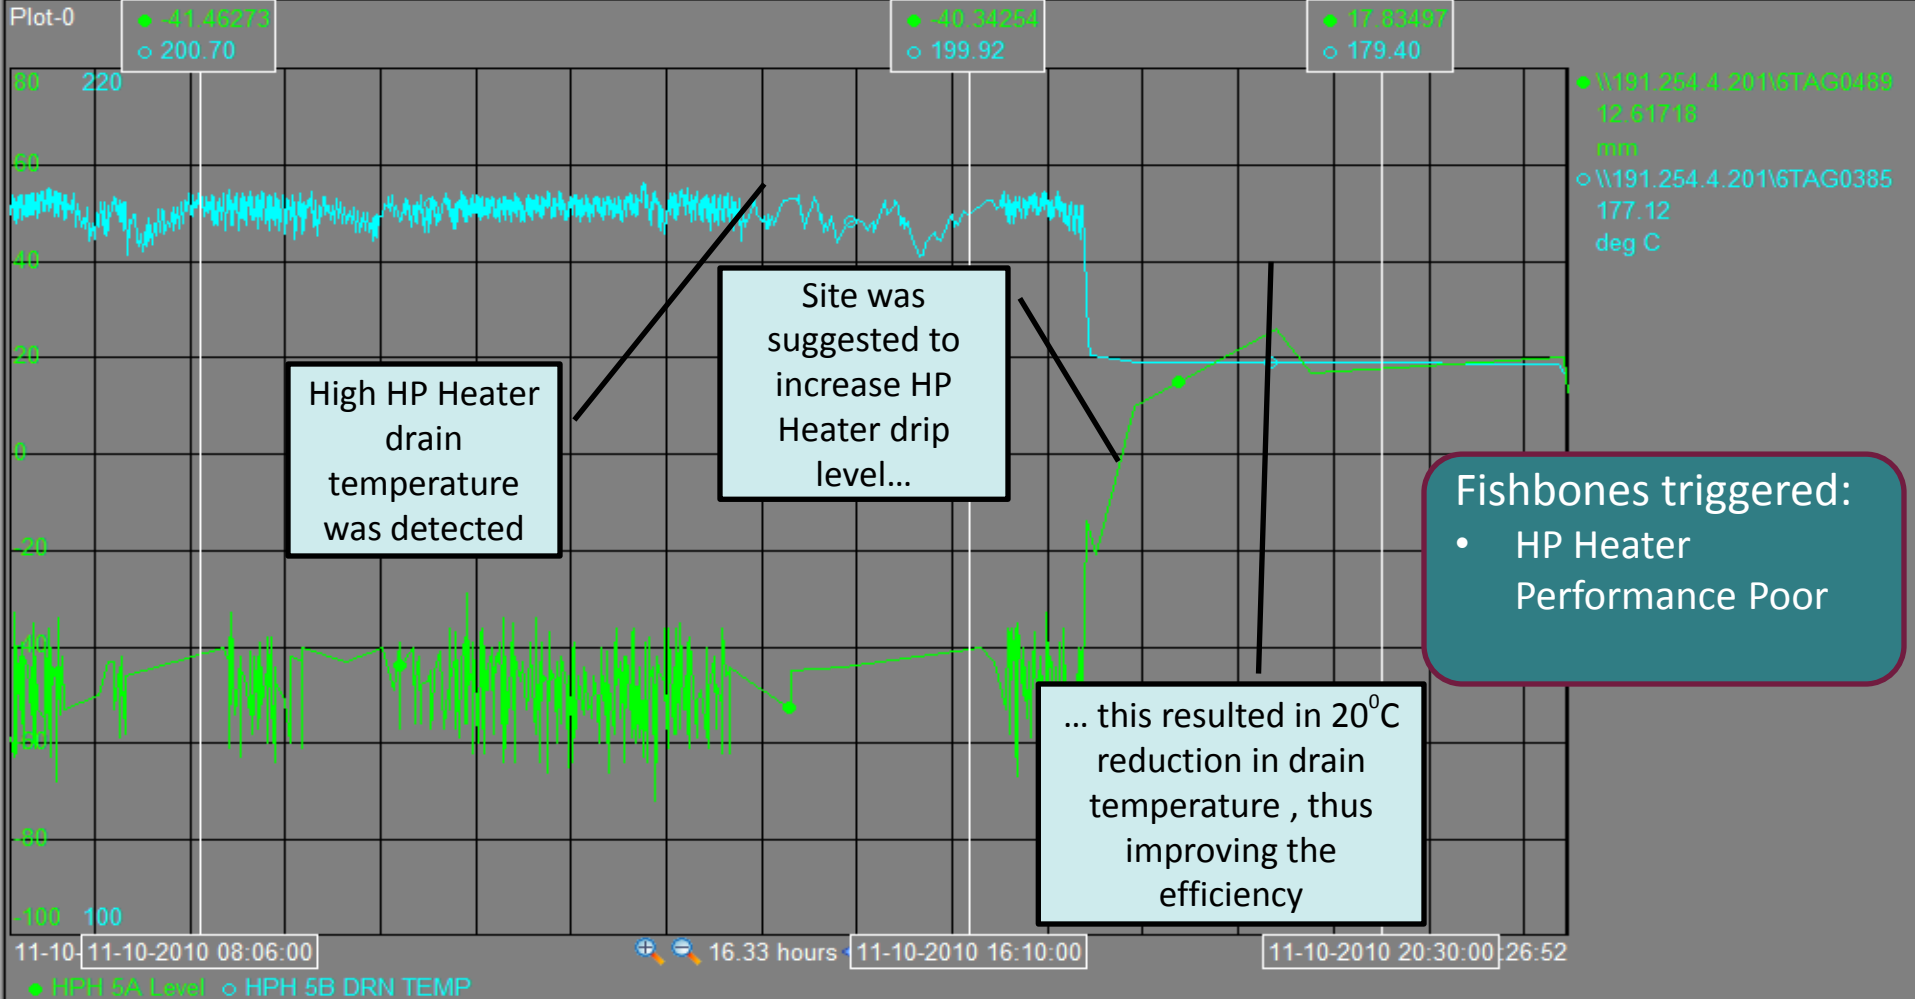 Plot-0
-41.46273
200.70
-40.34254
199.92
17.83497
179.40
80 220
60
40
20
0
-20
-40
-60
-80
-100 100
\\191.254.4.201\6TAG0489
12.61718
mm
\\191.254.4.201\6TAG0385
177.12
deg C
High HP Heater
drain
temperature
was detected
Site was
suggested to
increase HP
Heater drip
level...
Fishbones triggered:
• HP Heater
Performance Poor
... this resulted in 20⁰C
reduction in drain
temperature , thus
improving the
efficiency
11-10- 11-10-2010 08:06:00 16.33 hours 11-10-2010 16:10:00 11-10-2010 20:30:00 :26:52
HPH 5A Level HPH 5B DRN TEMP